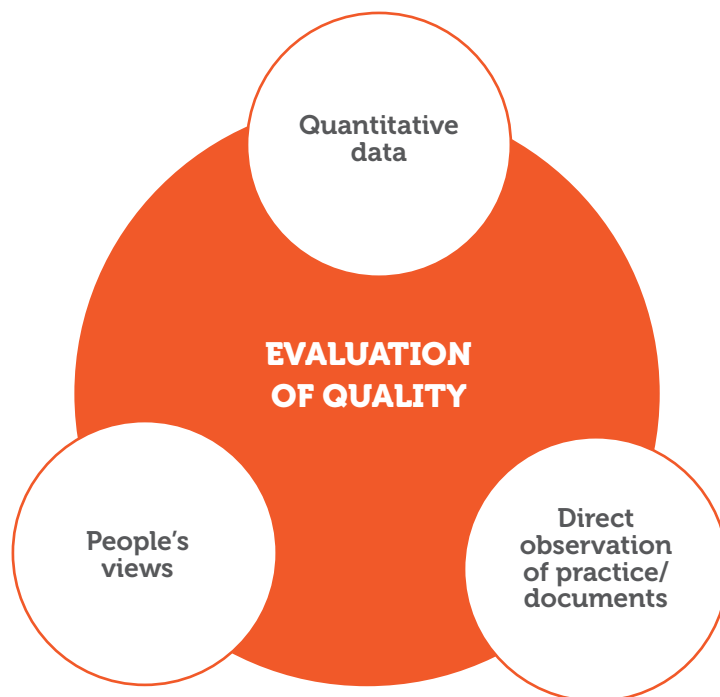 Quantitative
data
EVALUATION
OF QUALITY
People’s
views
Direct
observation
of practice/
documents